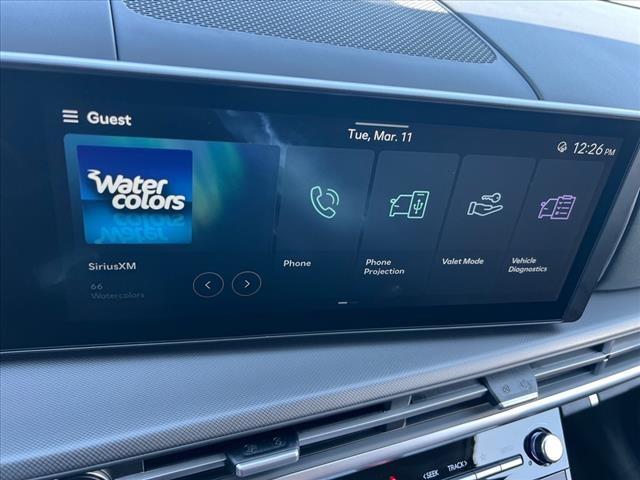 Guest
Tue, Mar. 11
12:26 PM
Water
colors
SiriusXM
66
Watercolors
Phone
Phone
Projection
Valet Mode
Vehicle
Diagnostics
<SEEK TRACK>